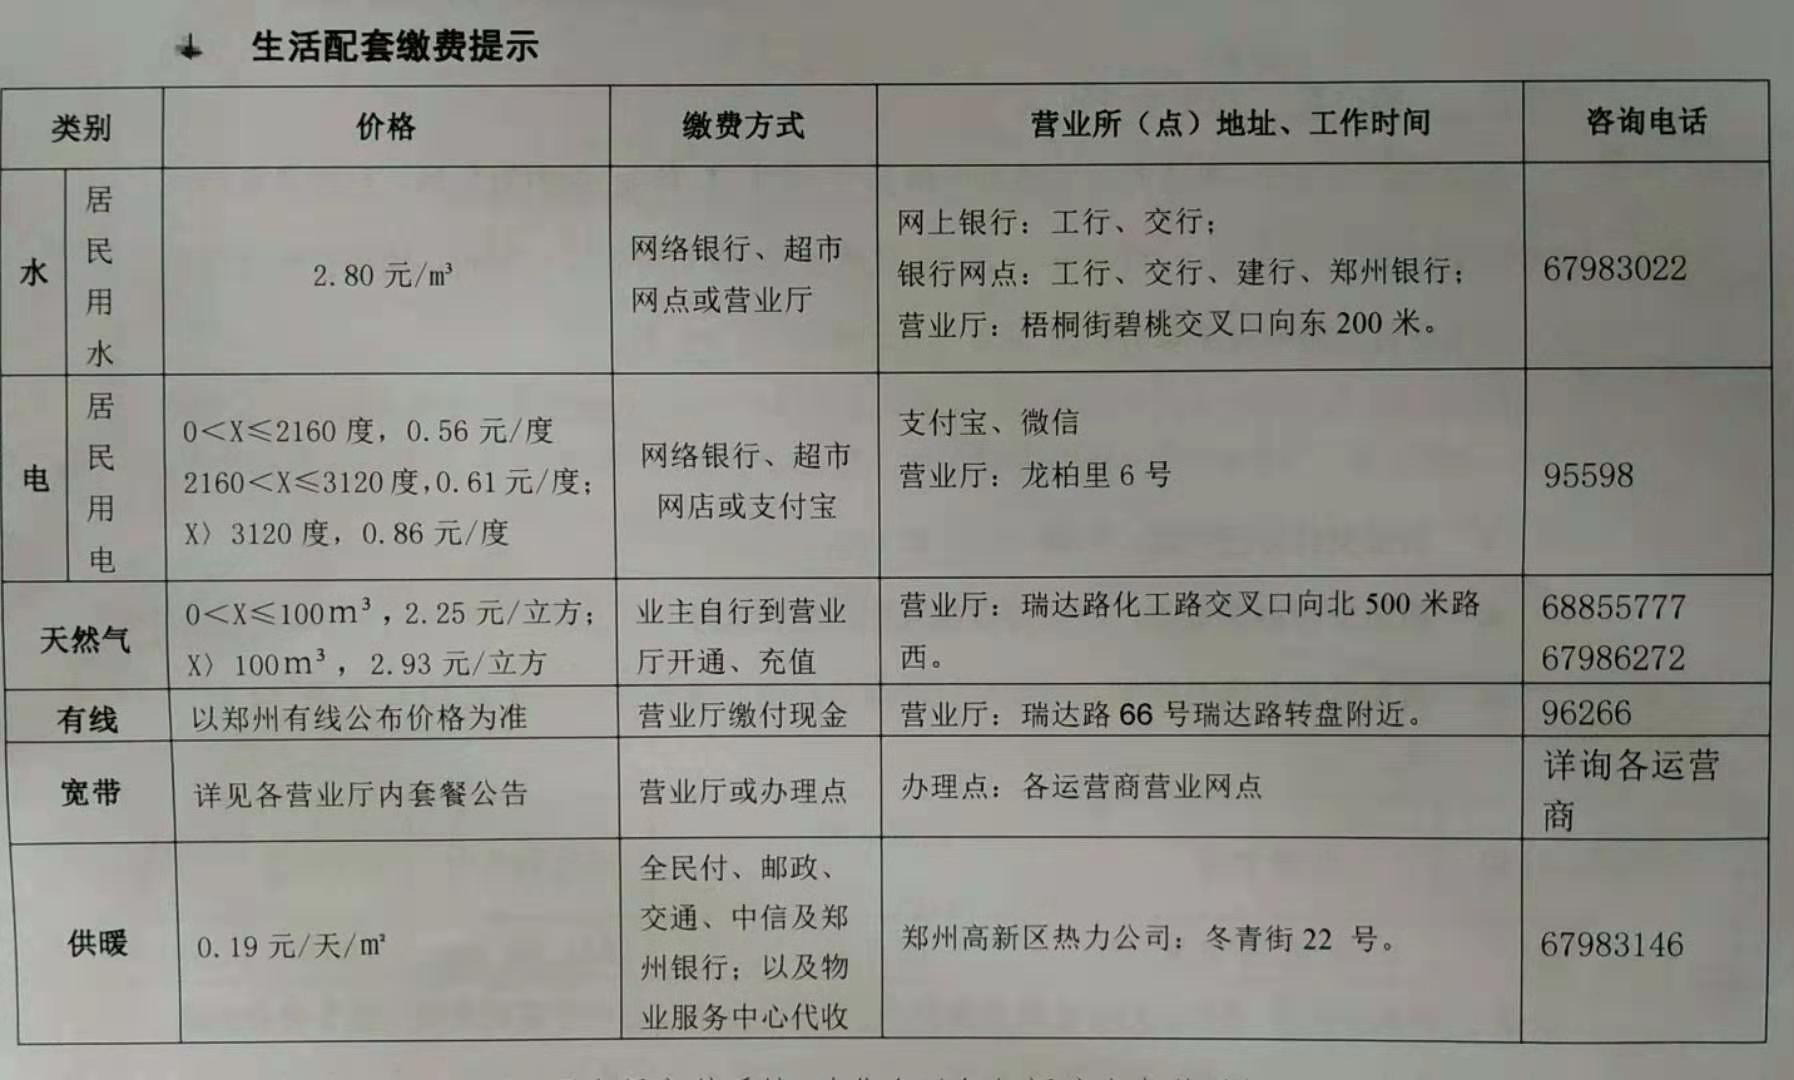 生活配套缴费提示
类别 价格 缴费方式 营业所（点）地址、工作时间 咨询电话
水
居
民
用
水
2.80 元/m³
网络银行、超市
网点或营业厅
网上银行：工行、交行；
银行网点：工行、交行、建行、郑州银行；
营业厅：梧桐街碧桃交叉口向东 200 米。
67983022
电
居
民
用
电
0＜X≤2160 度，0.56 元/度
2160＜X≤3120 度,0.61 元/度；
X〉3120 度，0.86 元/度
网络银行、超市
网店或支付宝
支付宝、微信
营业厅：龙柏里 6 号
95598
天然气
0＜X≤100m³，2.25 元/立方；
X〉100m³，2.93 元/立方
业主自行到营业
厅开通、充值
营业厅：瑞达路化工路交叉口向北 500 米路
西。
68855777
67986272
有线
以郑州有线公布价格为准
营业厅缴付现金
营业厅：瑞达路 66 号瑞达路转盘附近。
96266
宽带
详见各营业厅内套餐公告
营业厅或办理点
办理点：各运营商营业网点
详询各运营
商
供暖
0.19 元/天/m²
全民付、邮政、
交通、中信及郑
州银行；以及物
业服务中心代收
郑州高新区热力公司：冬青街 22 号。
67983146